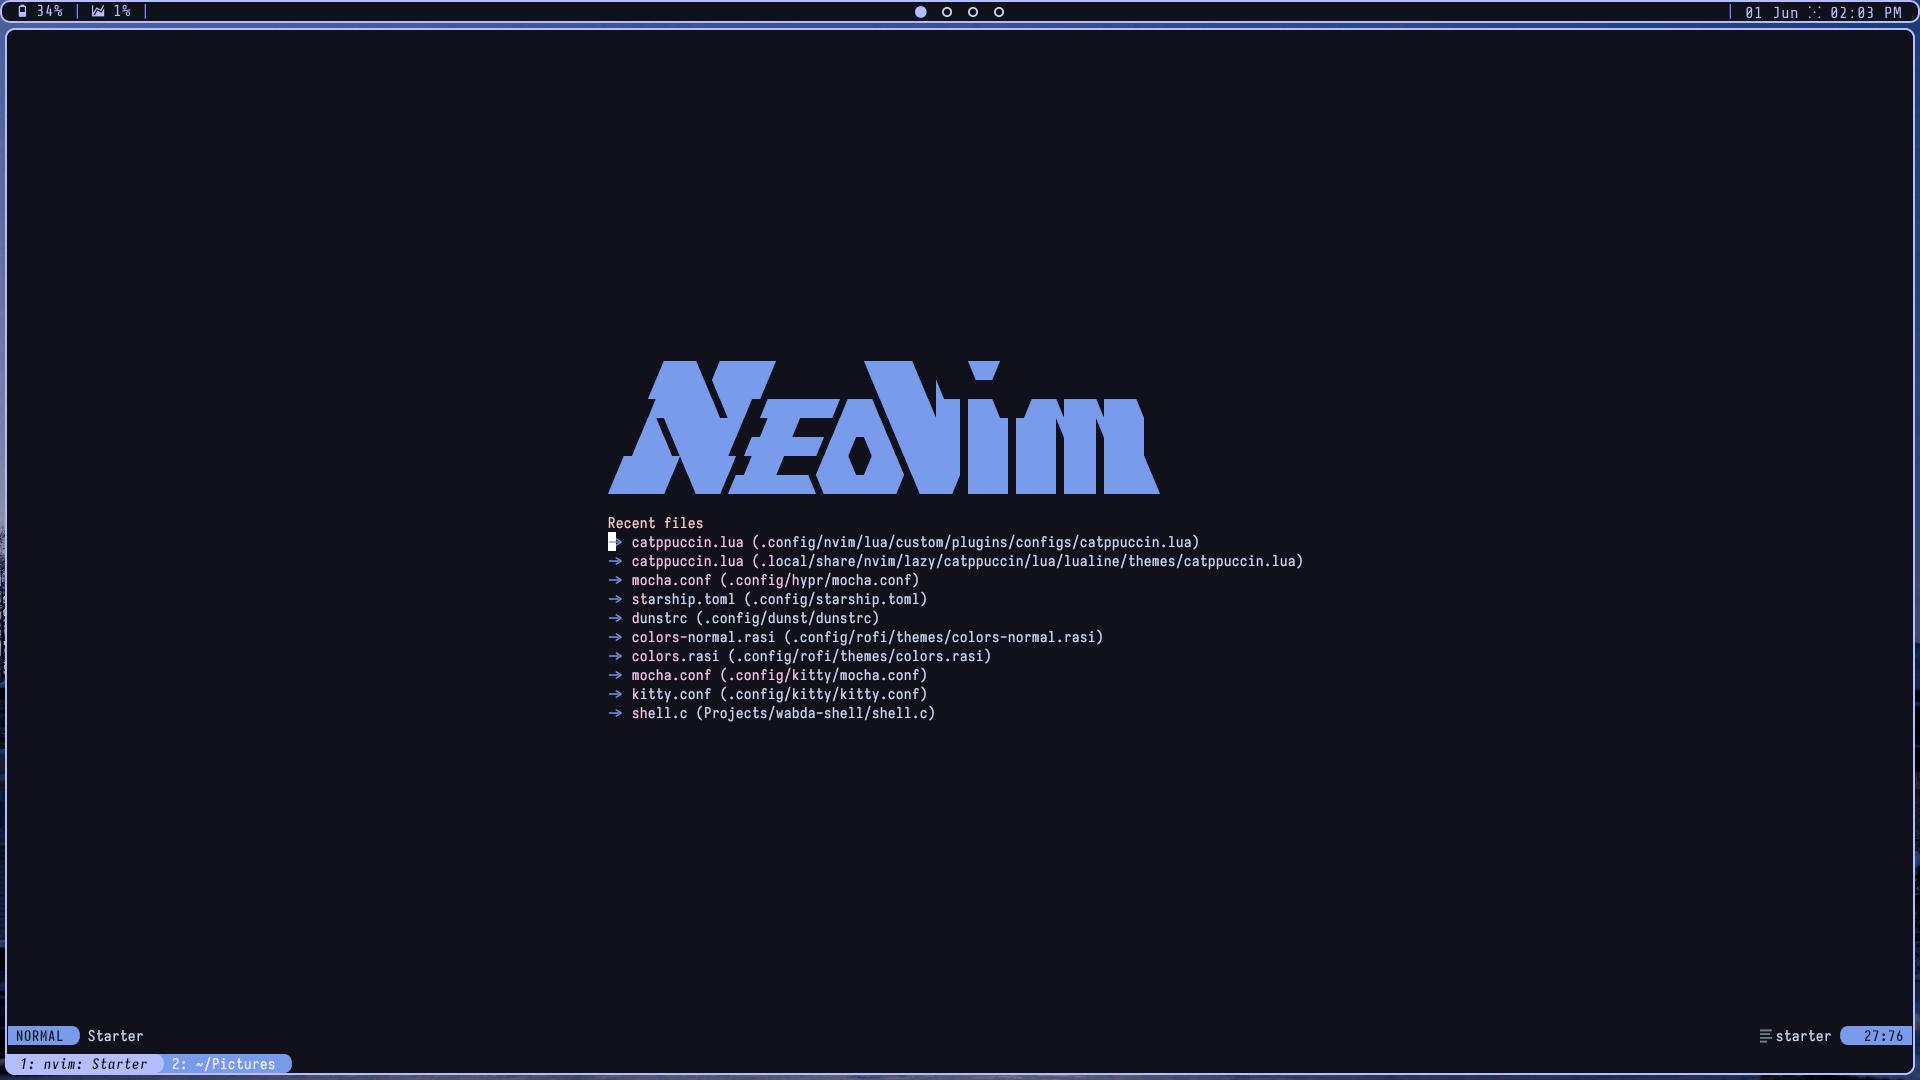 34% | 1% |
| 01 Jun 02:03 PM
NeoVim
Recent files
→ catppuccin.lua (.config/nvim/lua/custom/plugins/configs/catppuccin.lua)
→ catppuccin.lua (.local/share/nvim/lazy/catppuccin/lua/lualine/themes/catppuccin.lua)
→ mocha.conf (.config/hypr/mocha.conf)
→ starship.toml (.config/starship.toml)
→ dunstrc (.config/dunst/dunstrc)
→ colors-normal.rasi (.config/rofi/themes/colors-normal.rasi)
→ colors.rasi (.config/rofi/themes/colors.rasi)
→ mocha.conf (.config/kitty/mocha.conf)
→ kitty.conf (.config/kitty/kitty.conf)
→ shell.c (Projects/wabda-shell/shell.c)
NORMAL Starter
starter 27:76
1: nvim: Starter 2: ~/Pictures